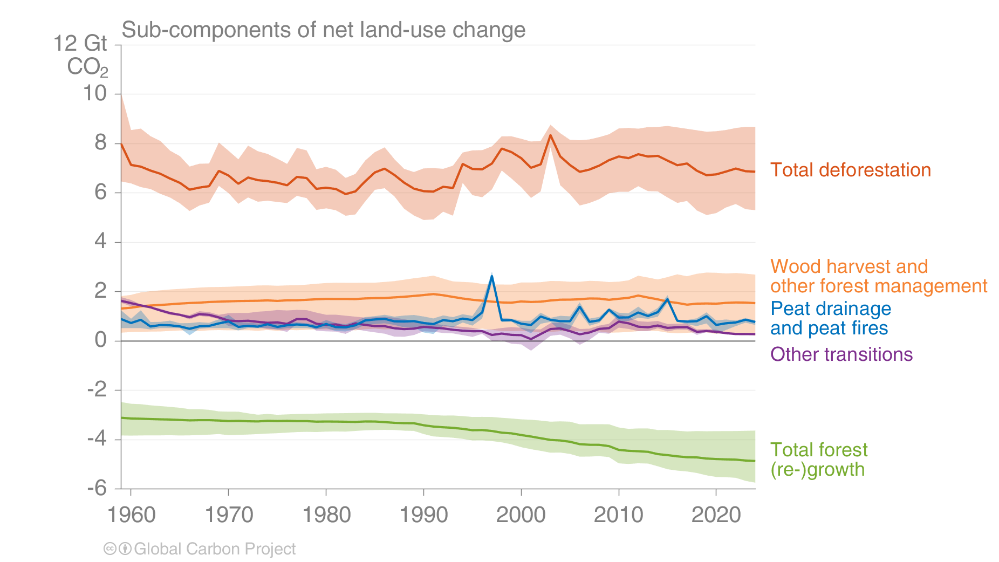 Sub-components of net land-use change
12 Gt
CO₂
10
8
6
4
2
0
-2
-4
-6
1960 1970 1980 1990 2000 2010 2020
Total deforestation
Wood harvest and
other forest management
Peat drainage
and peat fires
Other transitions
Total forest
(re-)growth
cc Global Carbon Project